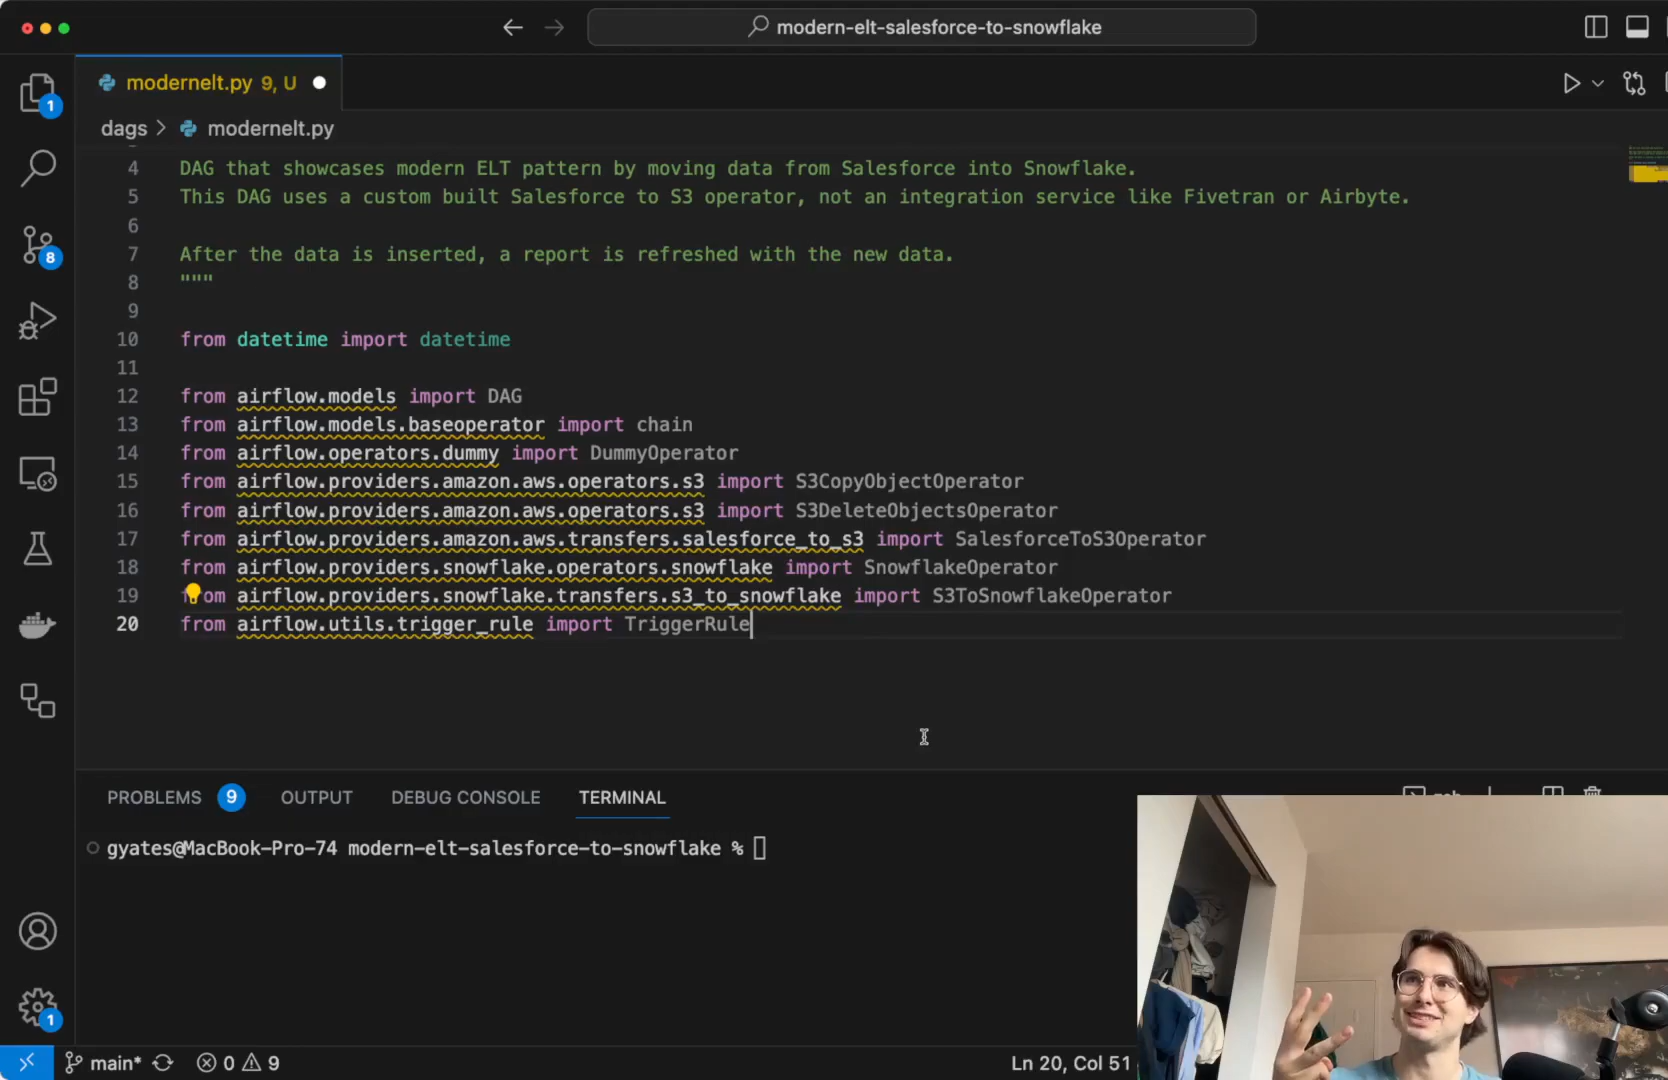 modern-elt-salesforce-to-snowflake
modernelt.py 9, U
dags > modernelt.py
1
8
4 DAG that showcases modern ELT pattern by moving data from Salesforce into Snowflake.
5 This DAG uses a custom built Salesforce to S3 operator, not an integration service like Fivetran or Airbyte.
6
7 After the data is inserted, a report is refreshed with the new data.
8 """
9
10 from datetime import datetime
11
12 from airflow.models import DAG
13 from airflow.models.baseoperator import chain
14 from airflow.operators.dummy import DummyOperator
15 from airflow.providers.amazon.aws.operators.s3 import S3CopyObjectOperator
16 from airflow.providers.amazon.aws.operators.s3 import S3DeleteObjectsOperator
17 from airflow.providers.amazon.aws.transfers.salesforce_to_s3 import SalesforceToS3Operator
18 from airflow.providers.snowflake.operators.snowflake import SnowflakeOperator
19 from airflow.providers.snowflake.transfers.s3_to_snowflake import S3ToSnowflakeOperator
20 from airflow.utils.trigger_rule import TriggerRule
PROBLEMS 9 OUTPUT DEBUG CONSOLE TERMINAL
gyates@MacBook-Pro-74 modern-elt-salesforce-to-snowflake %
1
main* 0 9 Ln 20, Col 51